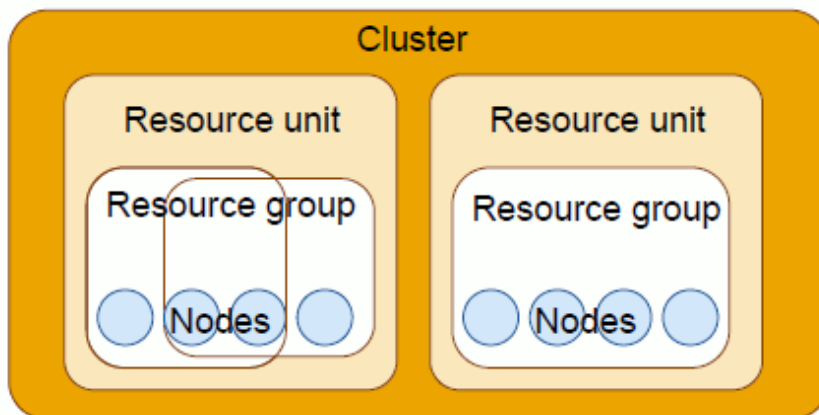 Cluster
Resource unit
Resource unit
Resource group
Resource group
Nodes
Nodes